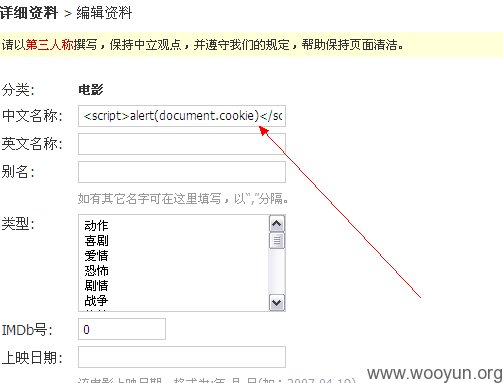 详细资料 > 编辑资料
请以第三人称撰写，保持中立观点，并遵守我们的规定，帮助保持页面清洁。
分类: 电影
中文名称: <script>alert(document.cookie)</sc
英文名称:
别名:
如有其它名字可在这里填写，以","分隔。
类型: 动作
喜剧
爱情
恐怖
剧情
战争
IMDb号: 0
上映日期:
www.wooyun.org